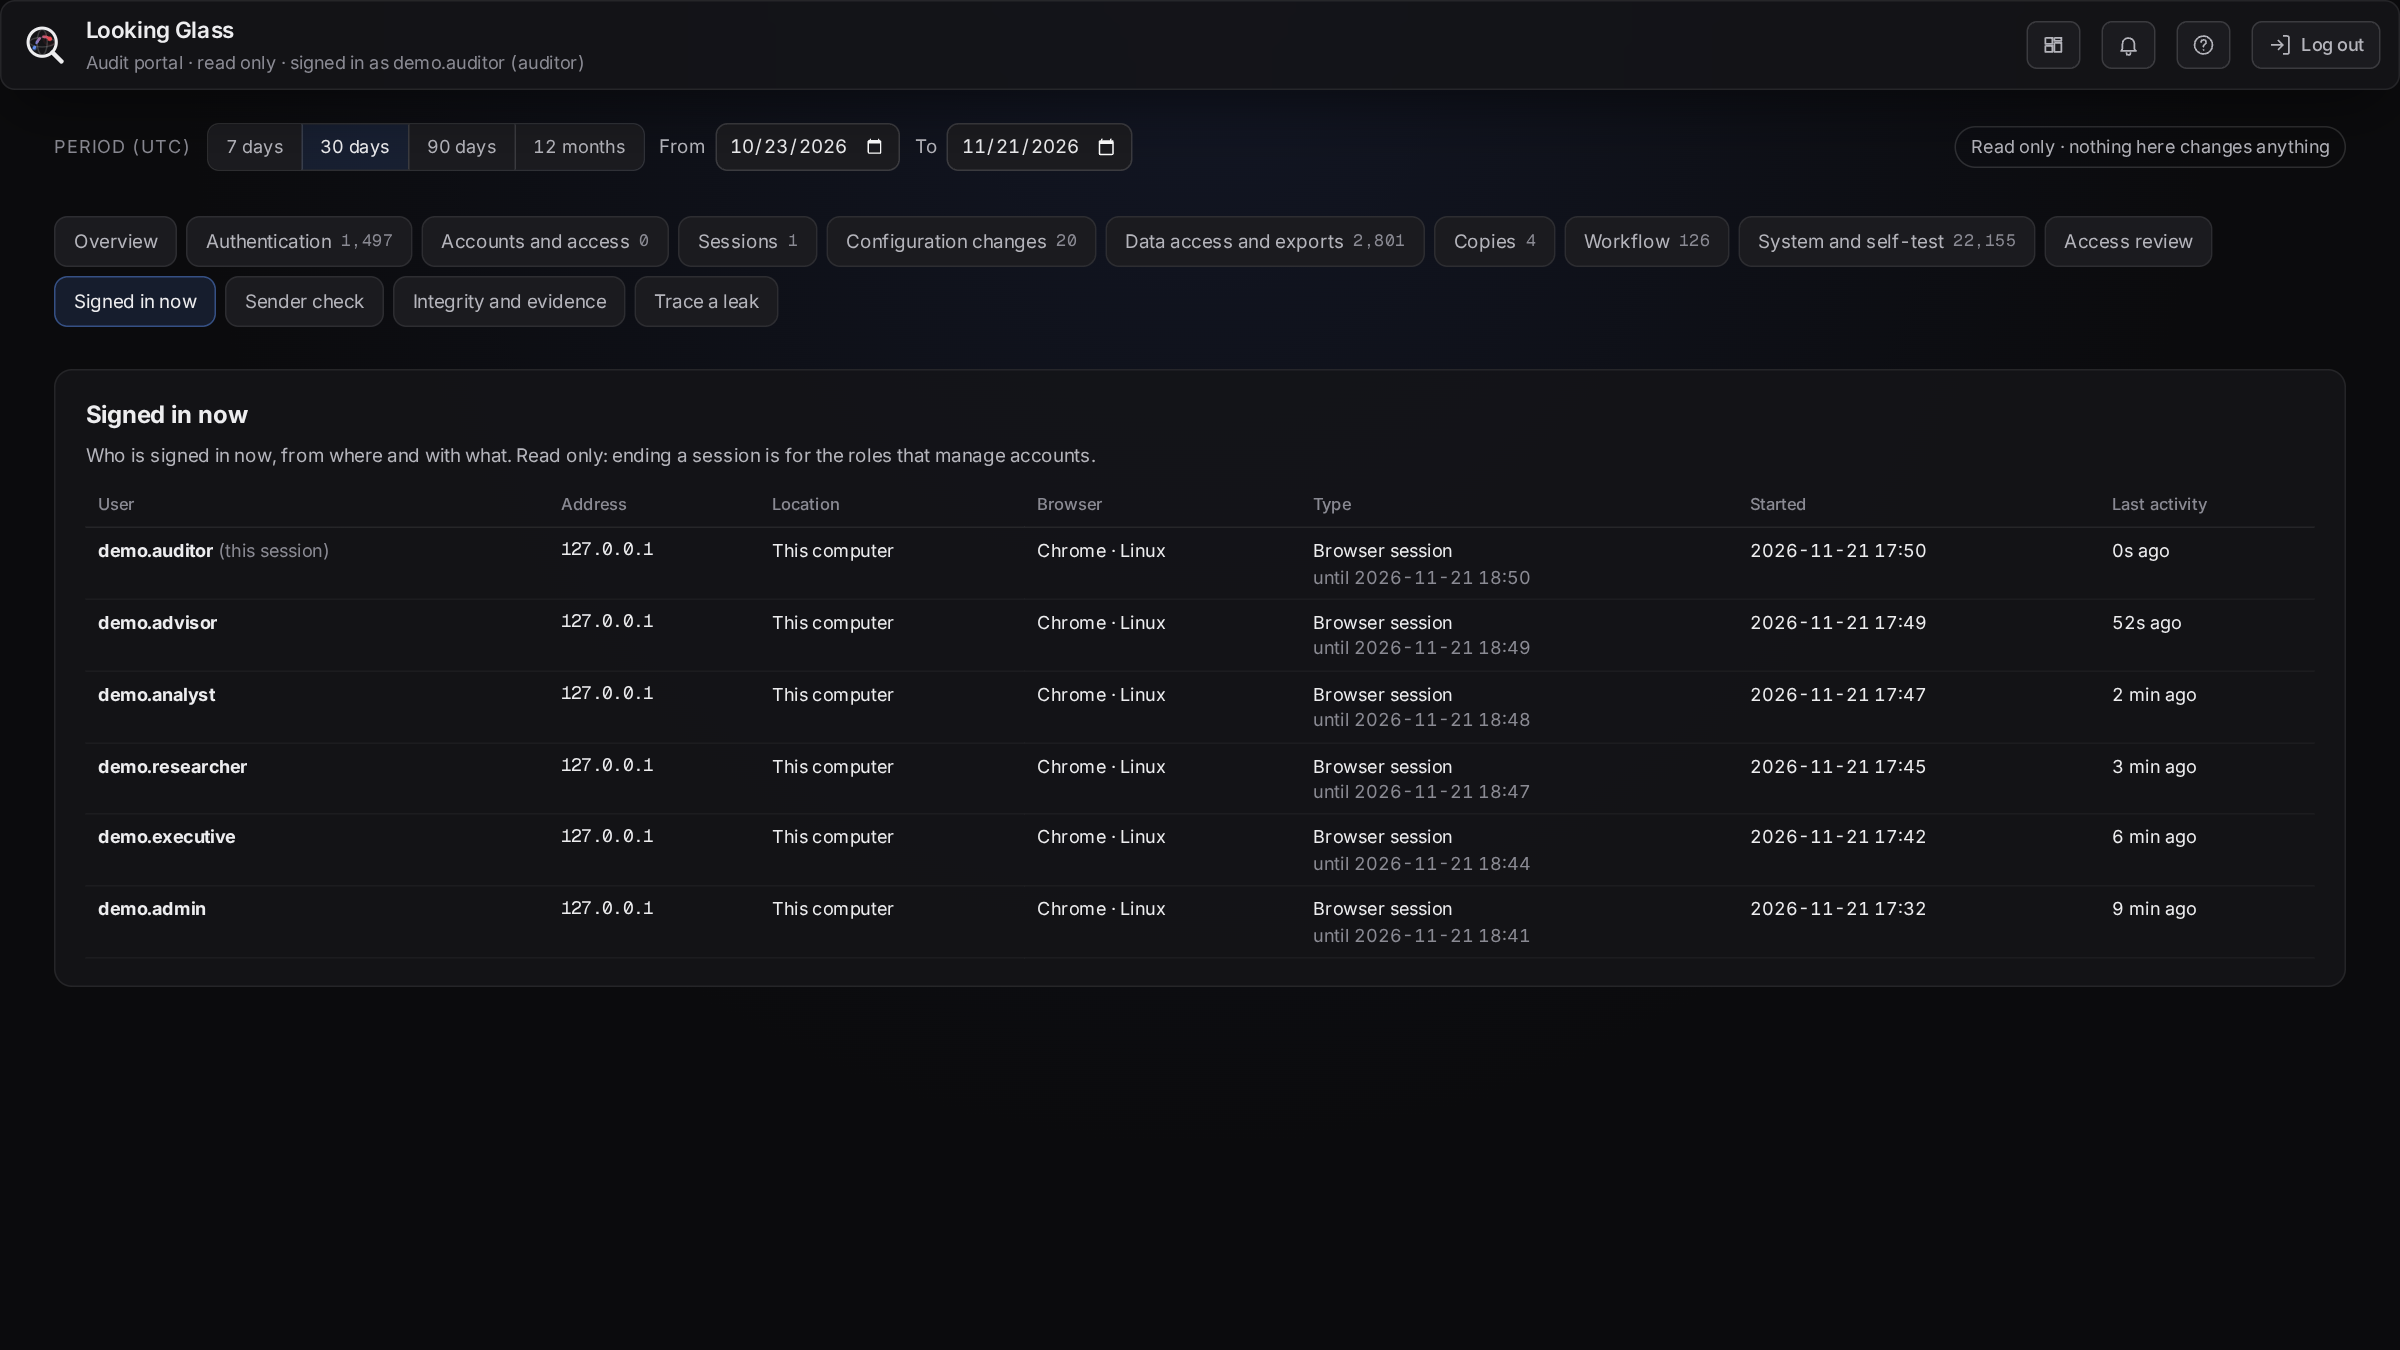 Looking Glass
Audit portal · read only · signed in as demo.auditor (auditor)
Log out
PERIOD (UTC) 7 days 30 days 90 days 12 months From 10/23/2026 To 11/21/2026 Read only · nothing here changes anything
Overview Authentication 1,497 Accounts and access 0 Sessions 1 Configuration changes 20 Data access and exports 2,801 Copies 4 Workflow 126 System and self-test 22,155 Access review
Signed in now Sender check Integrity and evidence Trace a leak
Signed in now
Who is signed in now, from where and with what. Read only: ending a session is for the roles that manage accounts.
User Address Location Browser Type Started Last activity
demo.auditor (this session) 127.0.0.1 This computer Chrome · Linux Browser session 2026-11-21 17:50 0s ago
until 2026-11-21 18:50
demo.advisor 127.0.0.1 This computer Chrome · Linux Browser session 2026-11-21 17:49 52s ago
until 2026-11-21 18:49
demo.analyst 127.0.0.1 This computer Chrome · Linux Browser session 2026-11-21 17:47 2 min ago
until 2026-11-21 18:48
demo.researcher 127.0.0.1 This computer Chrome · Linux Browser session 2026-11-21 17:45 3 min ago
until 2026-11-21 18:47
demo.executive 127.0.0.1 This computer Chrome · Linux Browser session 2026-11-21 17:42 6 min ago
until 2026-11-21 18:44
demo.admin 127.0.0.1 This computer Chrome · Linux Browser session 2026-11-21 17:32 9 min ago
until 2026-11-21 18:41